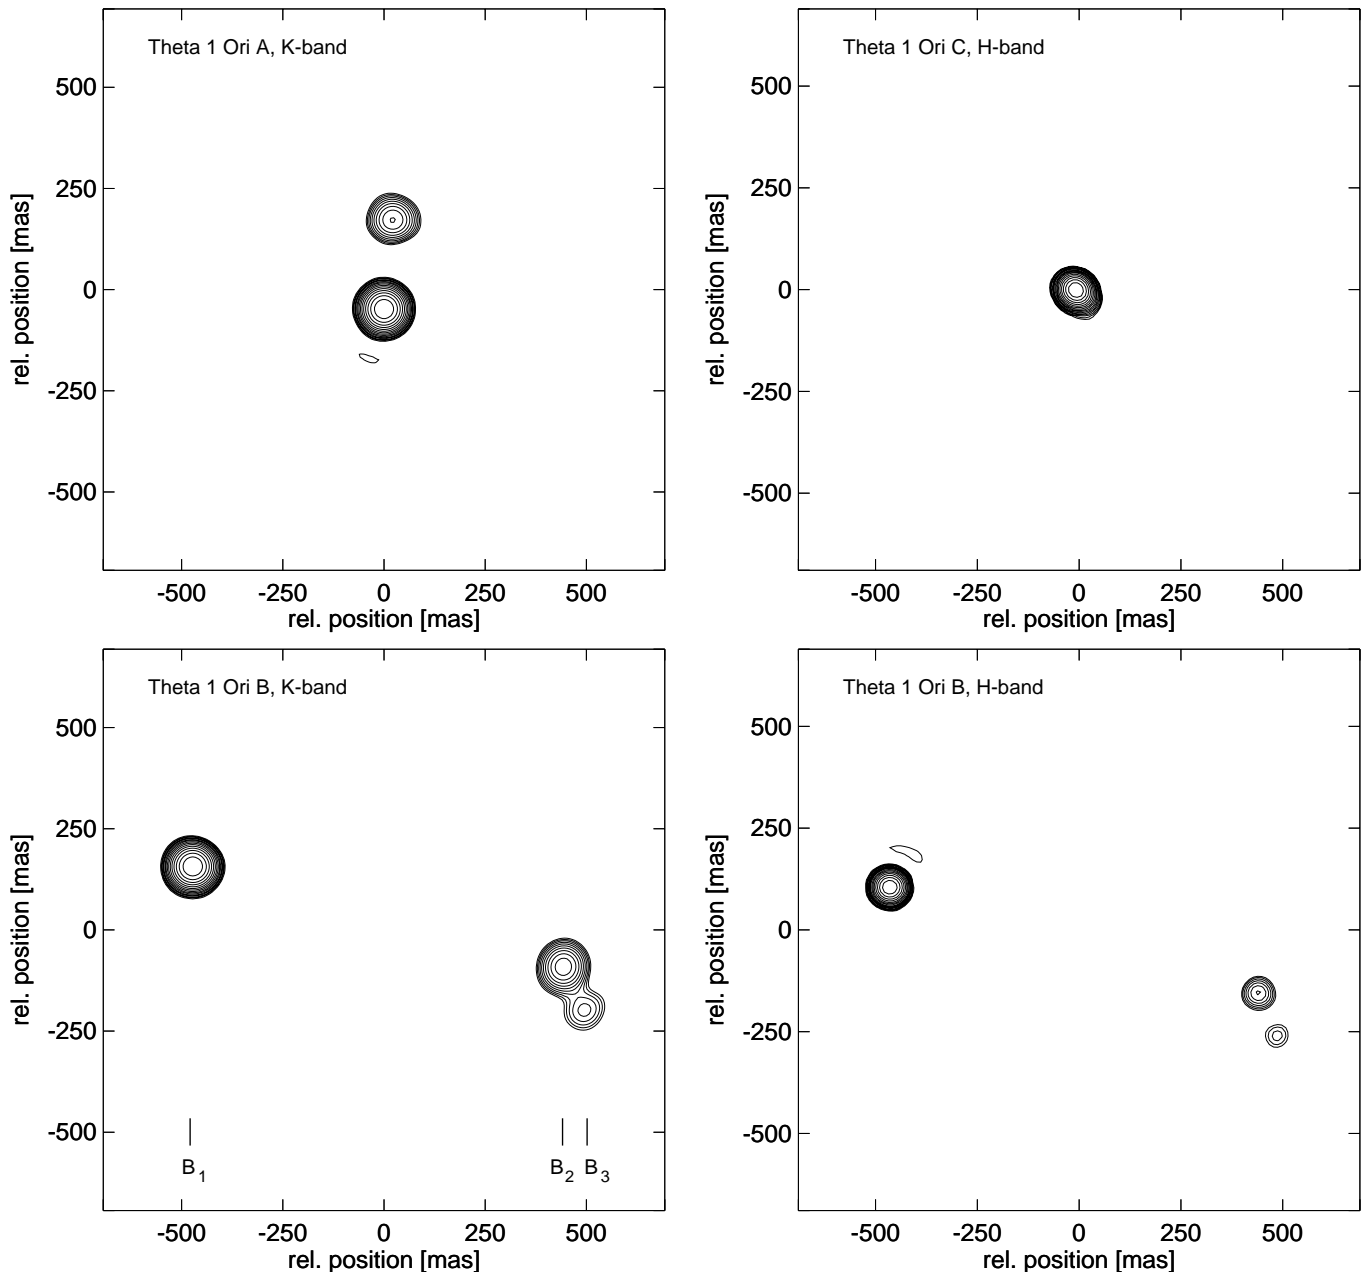 Theta 1 Ori A, K-band
500
250
0
-250
-500
rel. position [mas]
-500 -250 0 250 500
rel. position [mas]
Theta 1 Ori C, H-band
500
250
0
-250
-500
rel. position [mas]
-500 -250 0 250 500
rel. position [mas]
Theta 1 Ori B, K-band
500
250
0
-250
-500
rel. position [mas]
B1 B2 B3
-500 -250 0 250 500
rel. position [mas]
Theta 1 Ori B, H-band
500
250
0
-250
-500
rel. position [mas]
-500 -250 0 250 500
rel. position [mas]